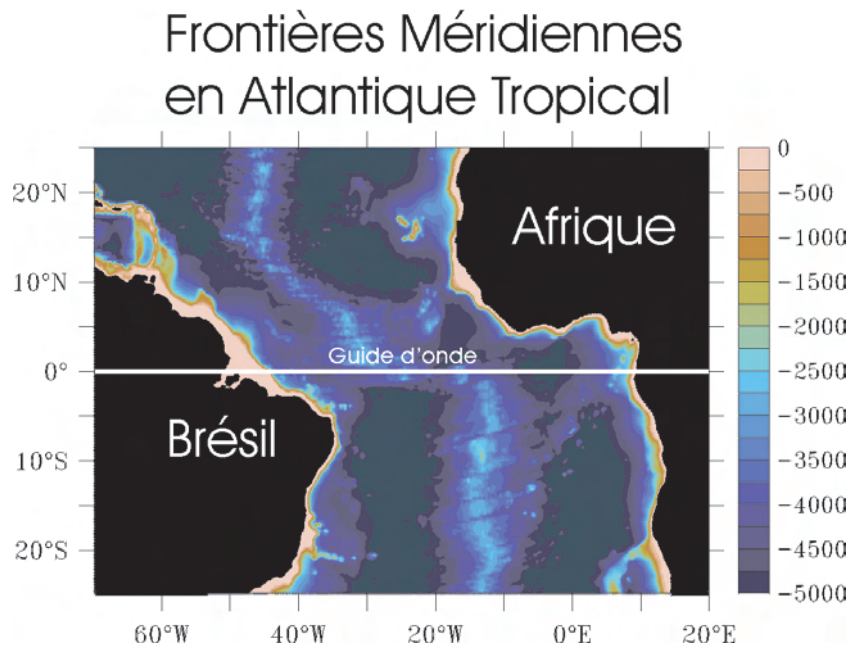 Frontières Méridiennes
en Atlantique Tropical
20°N
10°N
0°
10°S
20°S
Afrique
Guide d'onde
Brésil
60°W
40°W
20°W
0°E
20°E
0
-500
-1000
-1500
-2000
-2500
-3000
-3500
-4000
-4500
-5000